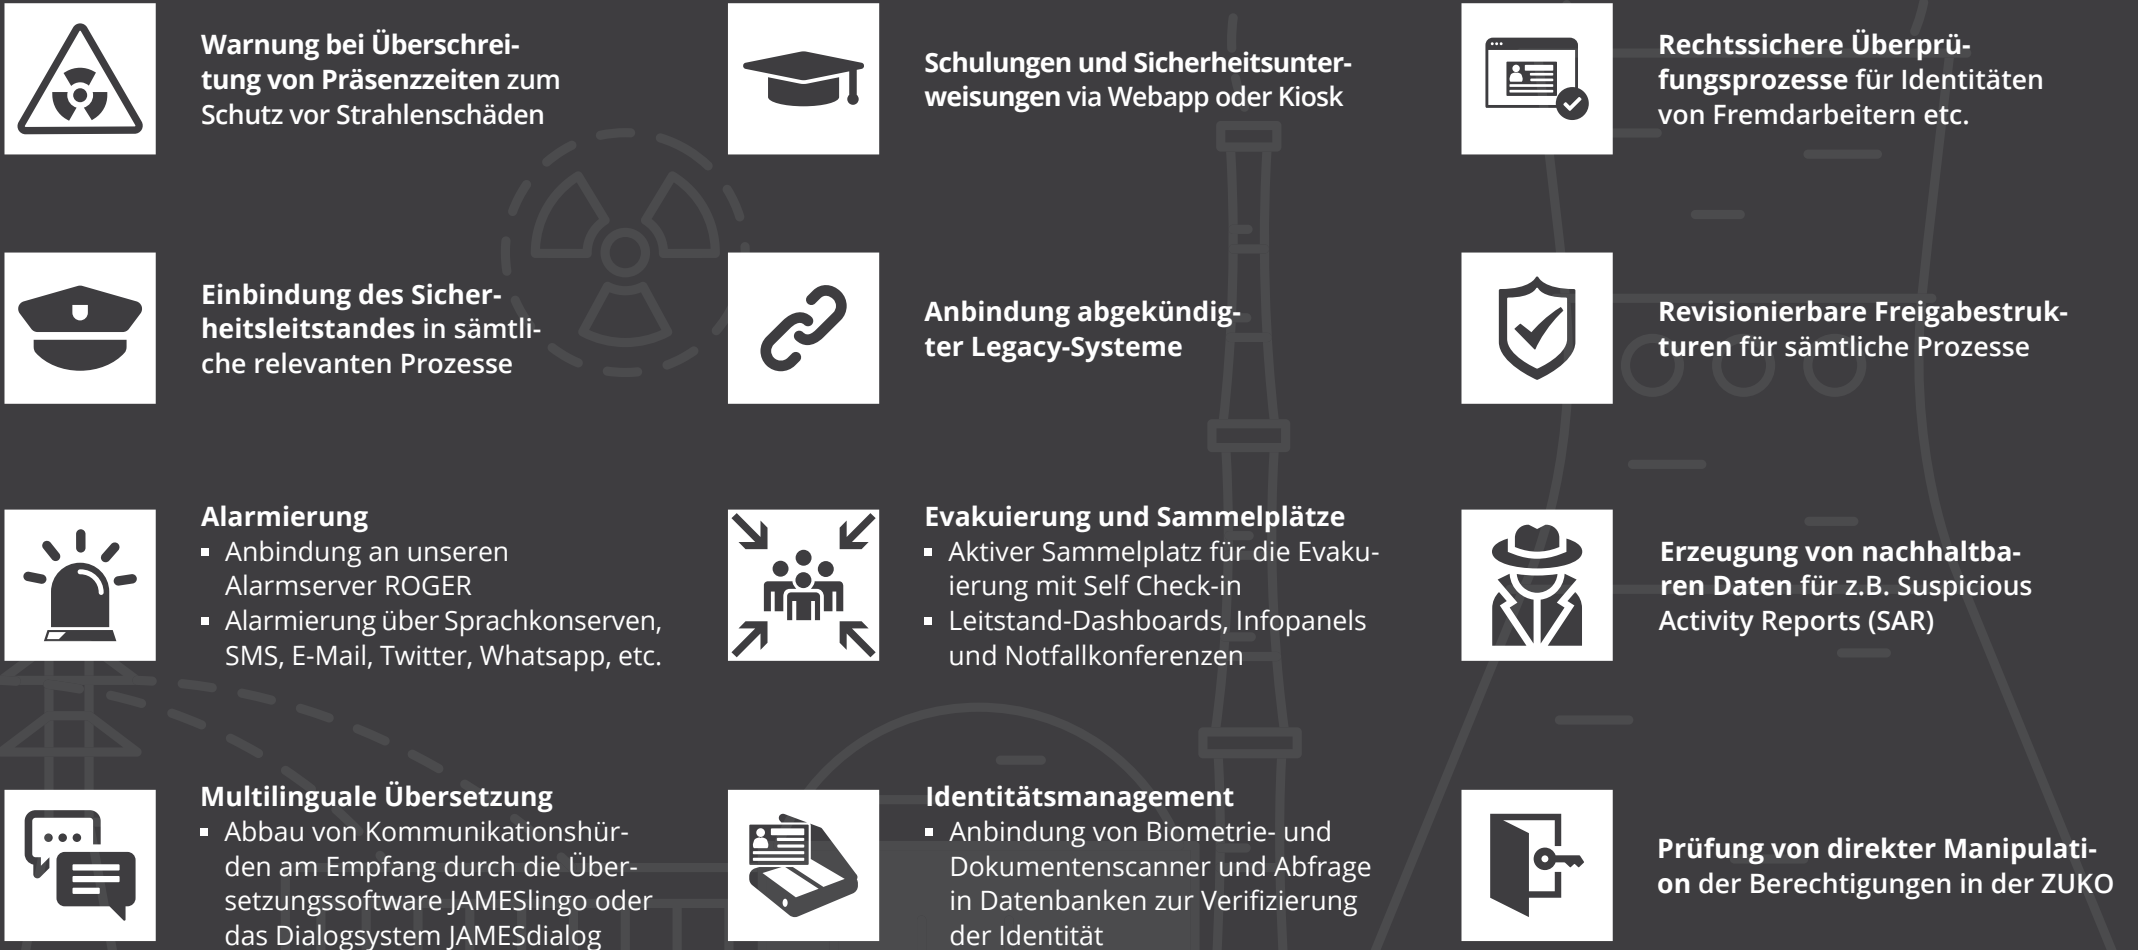 Warnung bei Überschrei-
tung von Präsenzzeiten zum
Schutz vor Strahlenschäden
Schulungen und Sicherheitsunter-
weisungen via Webapp oder Kiosk
Rechtssichere Überprü-
fungsprozesse für Identitäten
von Fremdarbeitern etc.
Einbindung des Sicher-
heitsleitstandes in sämtli-
che relevanten Prozesse
Anbindung abgekündig-
ter Legacy-Systeme
Revisionierbare Freigabestruk-
turen für sämtliche Prozesse
Alarmierung
▪ Anbindung an unseren
Alarmserver ROGER
▪ Alarmierung über Sprachkonserven,
SMS, E-Mail, Twitter, Whatsapp, etc.
Evakuierung und Sammelplätze
▪ Aktiver Sammelplatz für die Evaku-
ierung mit Self Check-in
▪ Leitstand-Dashboards, Infopanels
und Notfallkonferenzen
Erzeugung von nachhaltba-
ren Daten für z.B. Suspicious
Activity Reports (SAR)
Multilinguale Übersetzung
▪ Abbau von Kommunikationshür-
den am Empfang durch die Über-
setzungssoftware JAMESlingo oder
das Dialogsystem JAMESdialog
Identitätsmanagement
▪ Anbindung von Biometrie- und
Dokumentenscanner und Abfrage
in Datenbanken zur Verifizierung
der Identität
Prüfung von direkter Manipulati-
on der Berechtigungen in der ZUKO